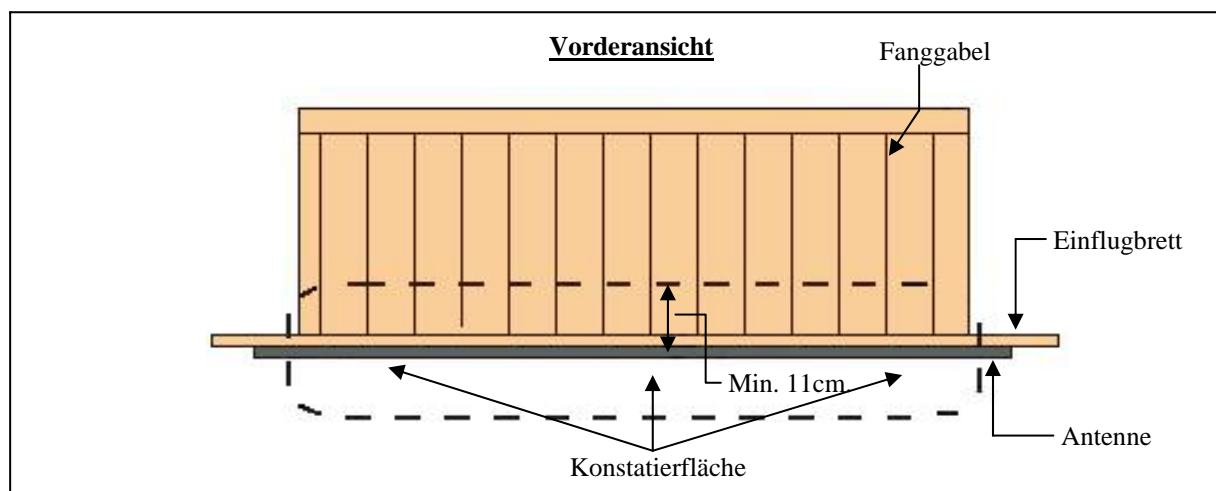 Vorderansicht
Fanggabel
Einflugbrett
Min. 11cm.
Antenne
Konstatierfläche